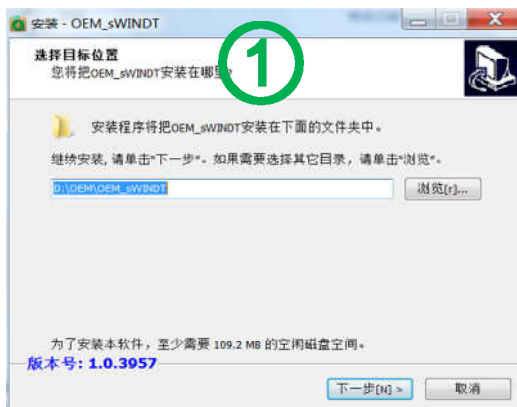 安装 - OEM_sWINDT
选择目标位置
您将把OEM_sWINDT安装在哪里?
1
安装程序将把OEM_sWINDT安装在下面的文件夹中。
继续安装,请单击"下一步"。如果需要选择其它目录,请单击"浏览"。
D:\OEM\OEM_sWINDT
浏览[r]...
为了安装本软件,至少需要 109.2 MB 的空闲磁盘空间。
版本号: 1.0.3957
下一步[N] >
取消